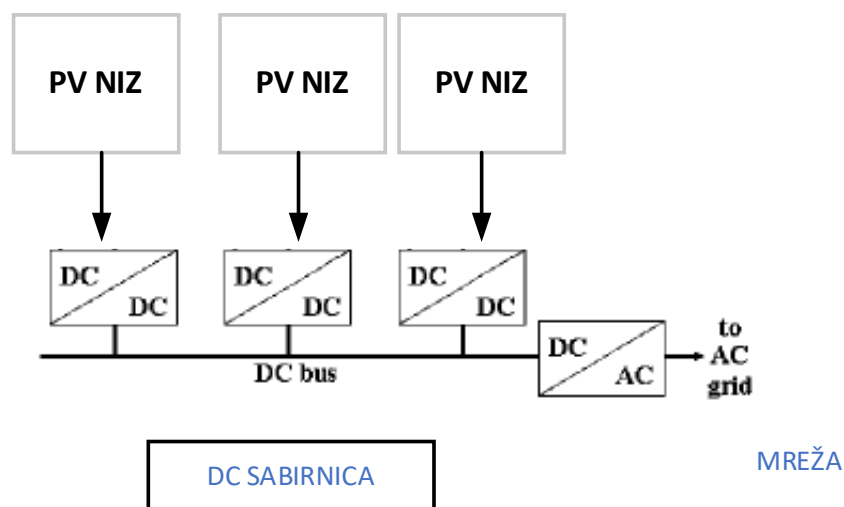 PV NIZ
PV NIZ
PV NIZ
DC
DC
DC
DC
DC
DC
DC
AC
to
AC
grid
DC bus
DC SABIRNICA
MREŽA